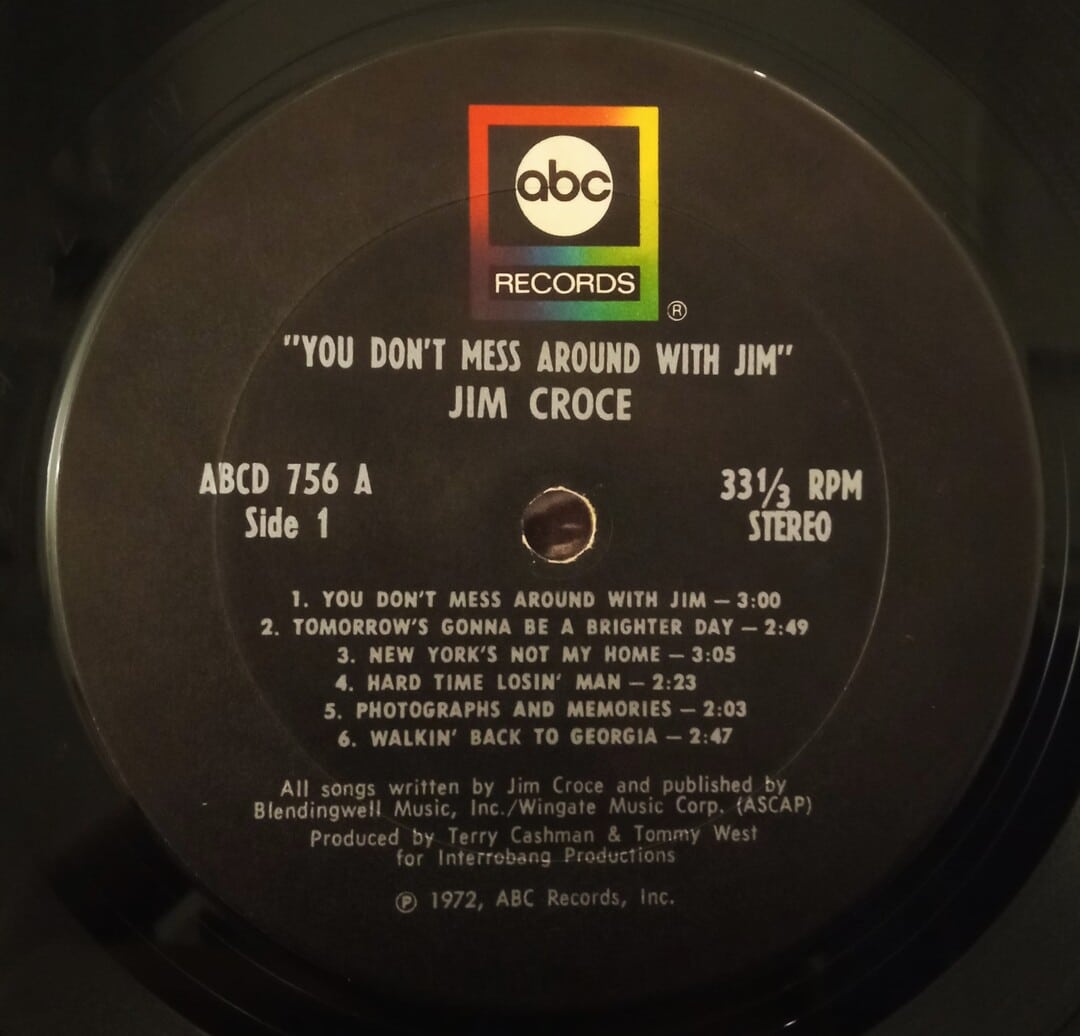 abc
RECORDS
®
"YOU DON'T MESS AROUND WITH JIM"
JIM CROCE
ABCD 756 A
Side 1
33 1/3 RPM
STEREO
1. YOU DON'T MESS AROUND WITH JIM — 3:00
2. TOMORROW'S GONNA BE A BRIGHTER DAY — 2:49
3. NEW YORK'S NOT MY HOME — 3:05
4. HARD TIME LOSIN' MAN — 2:23
5. PHOTOGRAPHS AND MEMORIES — 2:03
6. WALKIN' BACK TO GEORGIA — 2:47
All songs written by Jim Croce and published by
Blendingwell Music, Inc./Wingate Music Corp. (ASCAP)
Produced by Terry Cashman & Tommy West
for Interrobang Productions
℗ 1972, ABC Records, Inc.